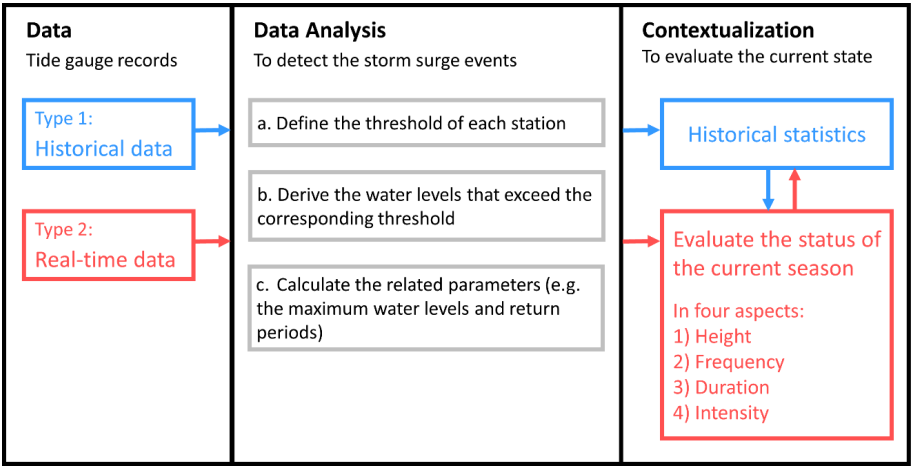 Data
Tide gauge records
Type 1:
Historical data
Type 2:
Real-time data
Data Analysis
To detect the storm surge events
a. Define the threshold of each station
b. Derive the water levels that exceed the
corresponding threshold
c. Calculate the related parameters (e.g.
the maximum water levels and return
periods)
Contextualization
To evaluate the current state
Historical statistics
Evaluate the status of
the current season
In four aspects:
1) Height
2) Frequency
3) Duration
4) Intensity